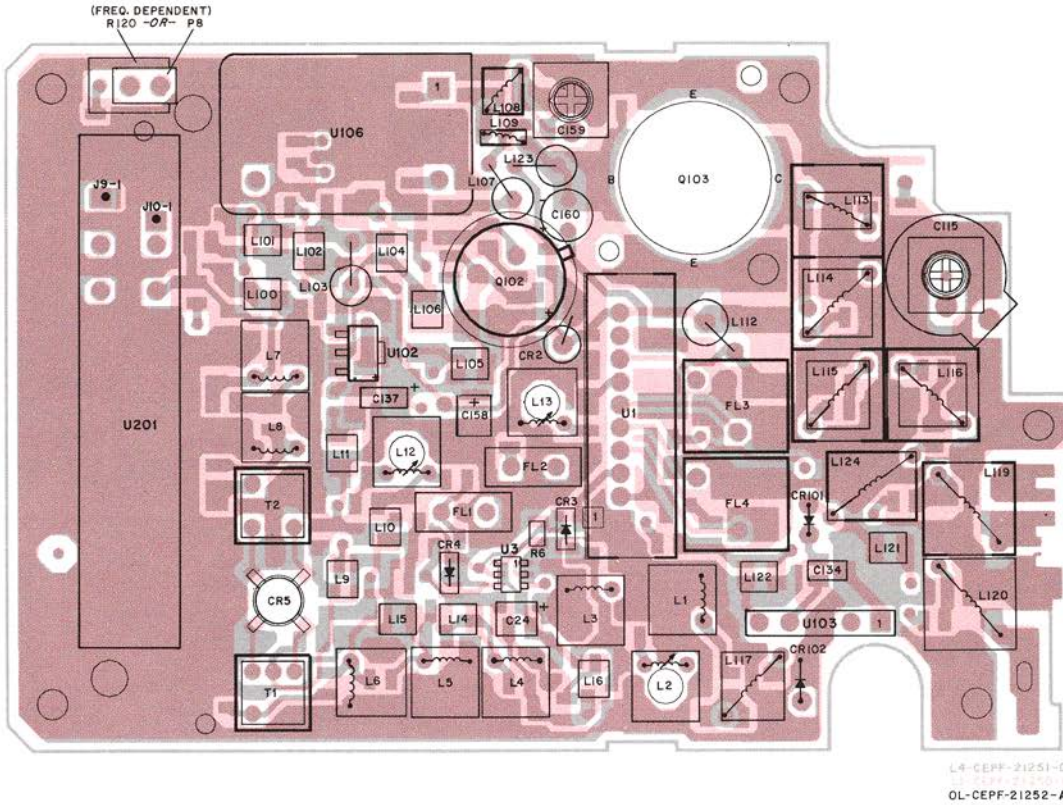 (FREQ. DEPENDENT)
R120 -OR- P8
1
U106
L108
L109
C159
L123
L107
C160
E
B
Q103
C
E
J9-1
J10-1
L113
C115
L101
L102
L104
L103
L100
L106
Q102
L114
L112
U102
CR2
L7
L105
C137
C158
L13
U1
FL3
L115
L116
U201
L8
L11
L12
FL2
L124
L119
T2
FL1
CR3
1
FL4
CR101
L10
R6
CR4
U3
1
L121
L9
L122
C134
CR5
L15
L14
C24
L3
L1
L120
U103
1
T1
L6
L5
L4
L16
L2
L117
CR102
L4-CEPF-21251-
OL-CEPF-21252-A